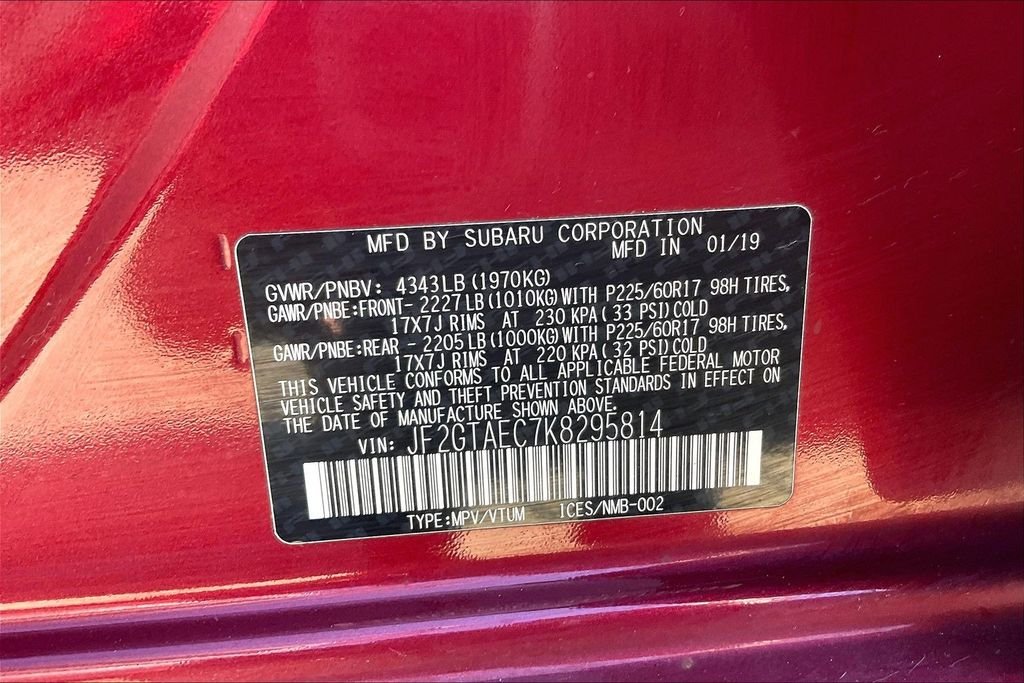 MFD BY SUBARU CORPORATION
MFD IN 01/19
GVWR/PNBV: 4343LB (1970KG)
GAWR/PNBE:FRONT- 2227LB (1010KG) WITH P225/60R17 98H TIRES,
17X7J RIMS AT 230 KPA ( 33 PSI) COLD
GAWR/PNBE:REAR - 2205LB (1000KG) WITH P225/60R17 98H TIRES,
17X7J RIMS AT 220 KPA ( 32 PSI) COLD
THIS VEHICLE CONFORMS TO ALL APPLICABLE FEDERAL MOTOR
VEHICLE SAFETY AND THEFT PREVENTION STANDARDS IN EFFECT ON
THE DATE OF MANUFACTURE SHOWN ABOVE.
VIN: JF2GTAEC7K8295814
TYPE:MPV/VTUM ICES/NMB-002